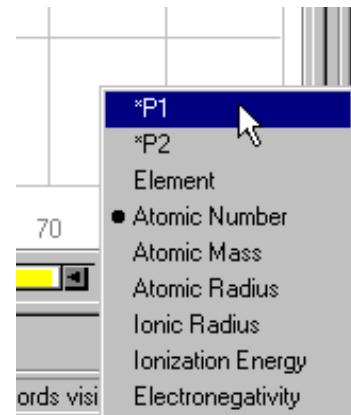 *P1
*P2
Element
70
Atomic Number
Atomic Mass
Atomic Radius
Ionic Radius
Ionization Energy
ords visi
Electronegativity